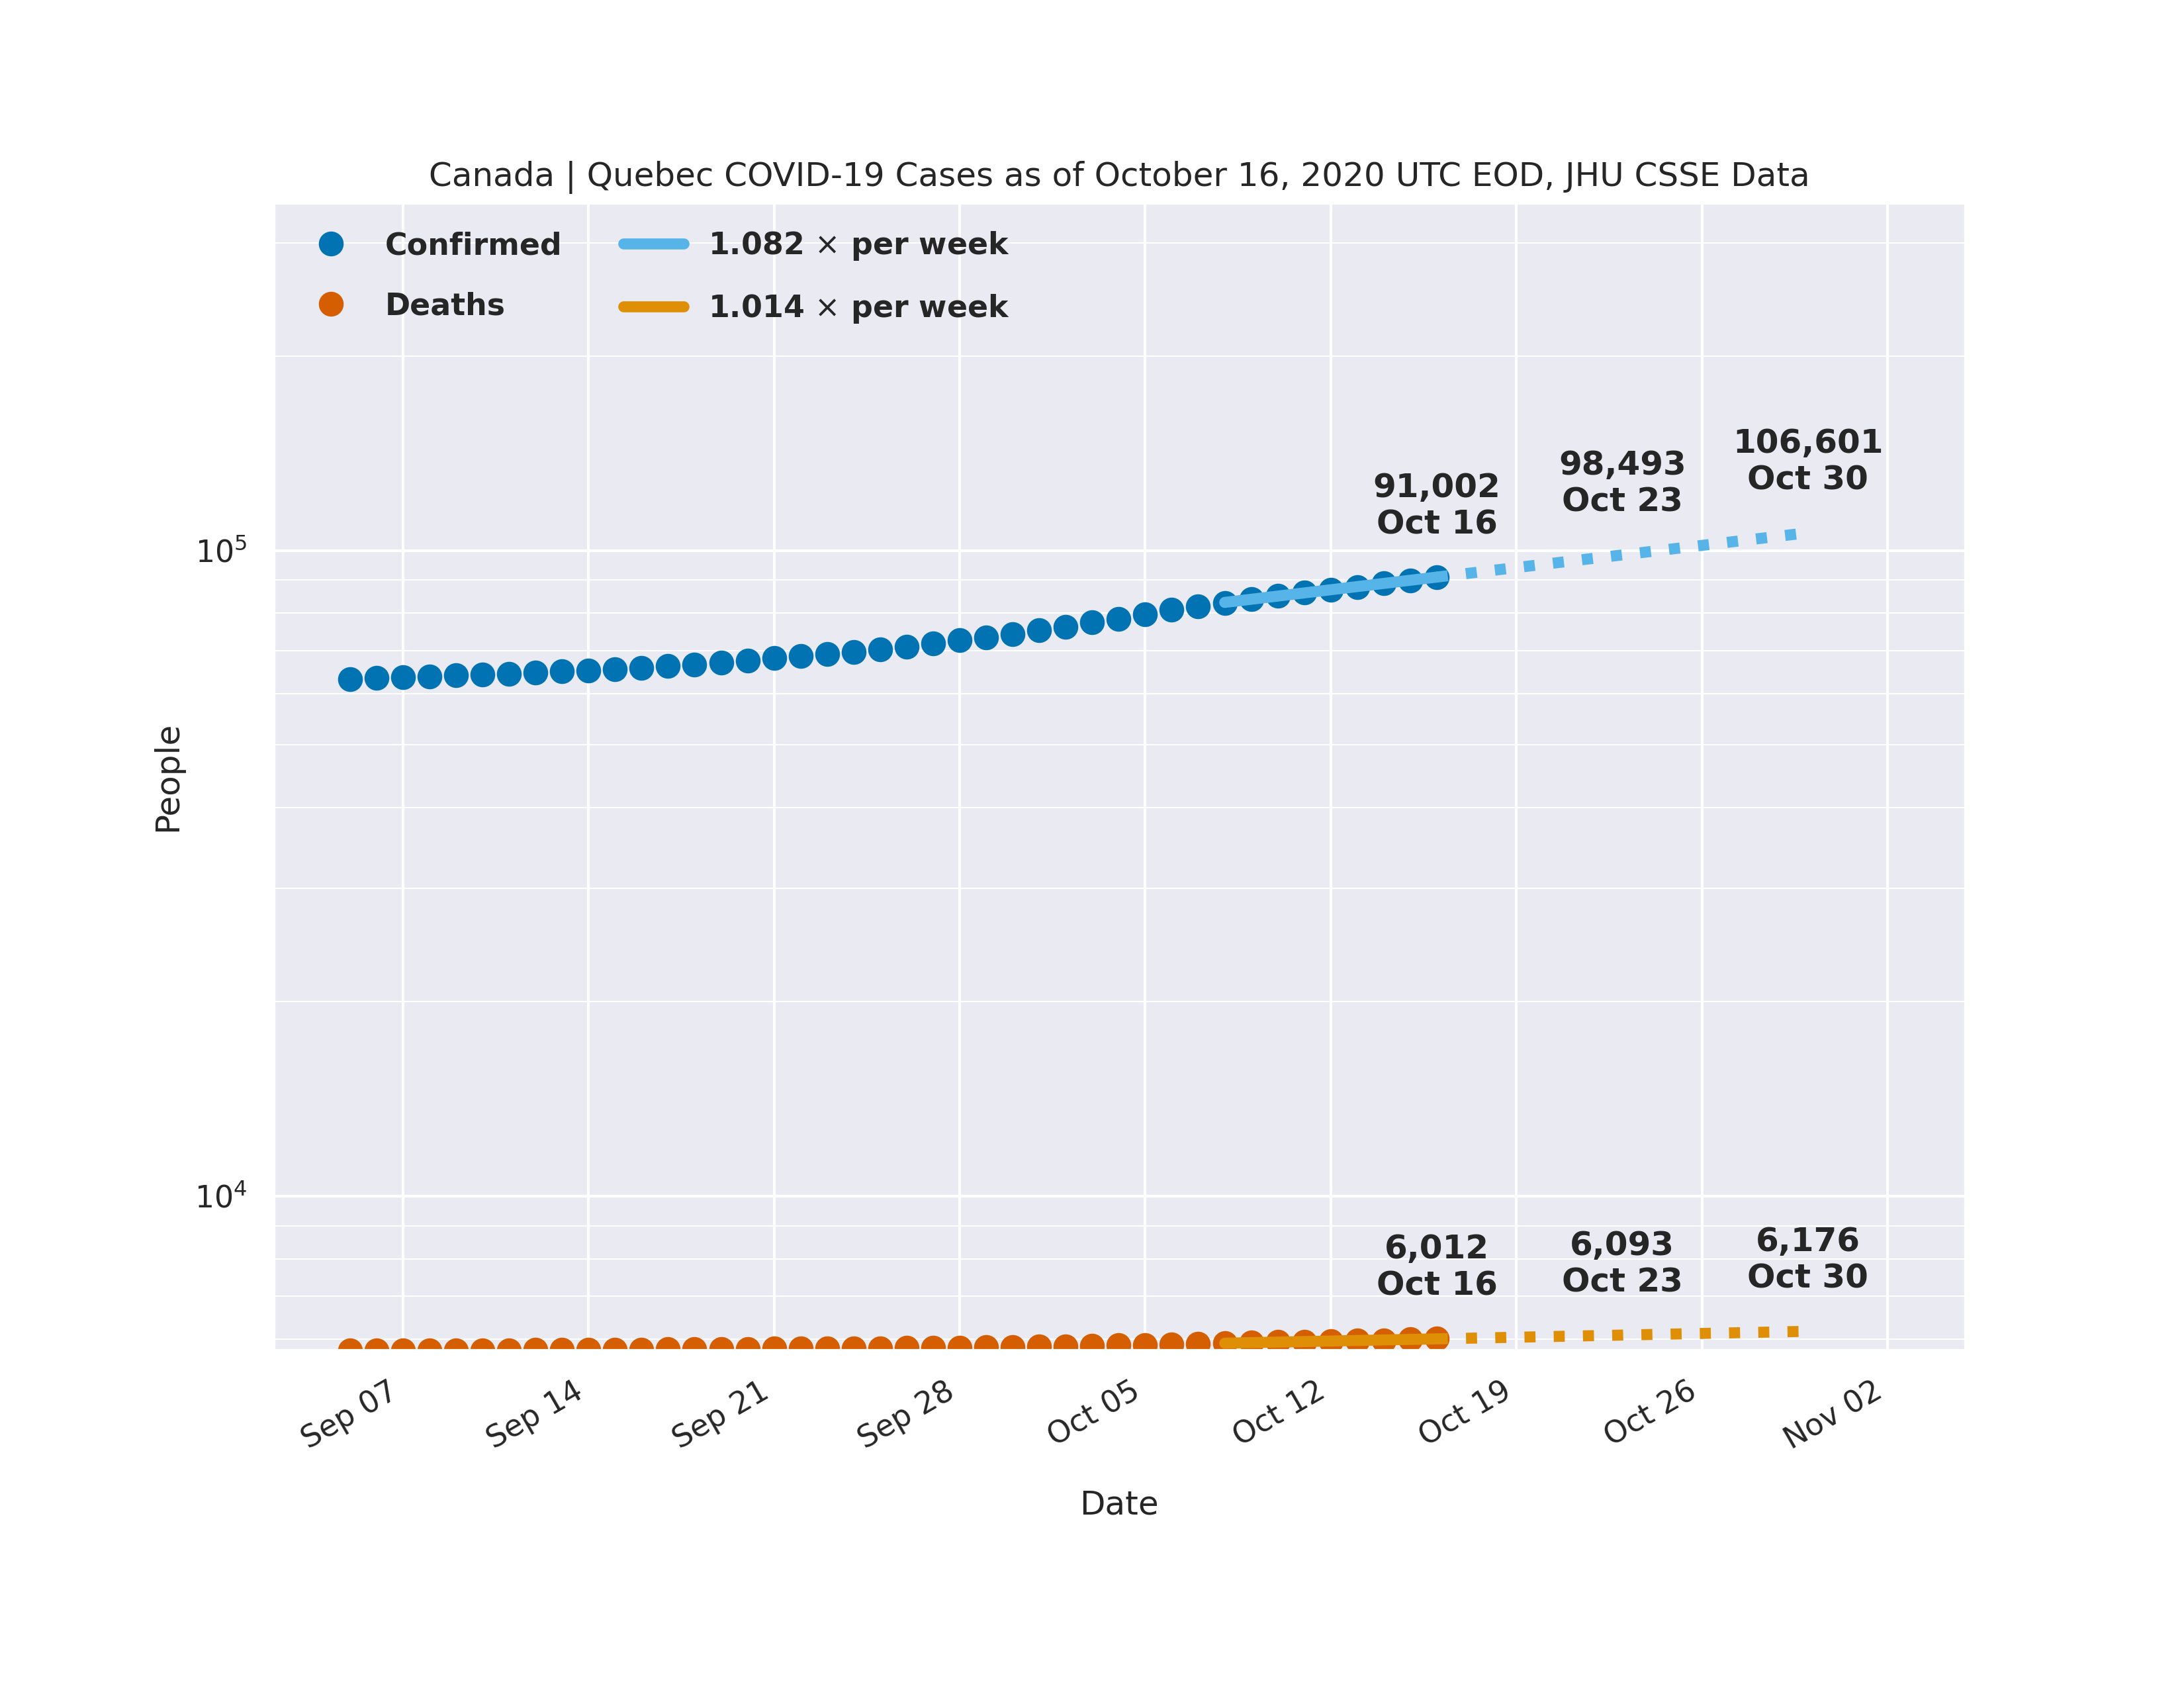 Canada | Quebec COVID-19 Cases as of October 16, 2020 UTC EOD, JHU CSSE Data
Confirmed
Deaths
1.082 × per week
1.014 × per week
91,002
Oct 16
98,493
Oct 23
106,601
Oct 30
10⁵
People
10⁴
6,012
Oct 16
6,093
Oct 23
6,176
Oct 30
Sep 07
Sep 14
Sep 21
Sep 28
Oct 05
Oct 12
Oct 19
Oct 26
Nov 02
Date